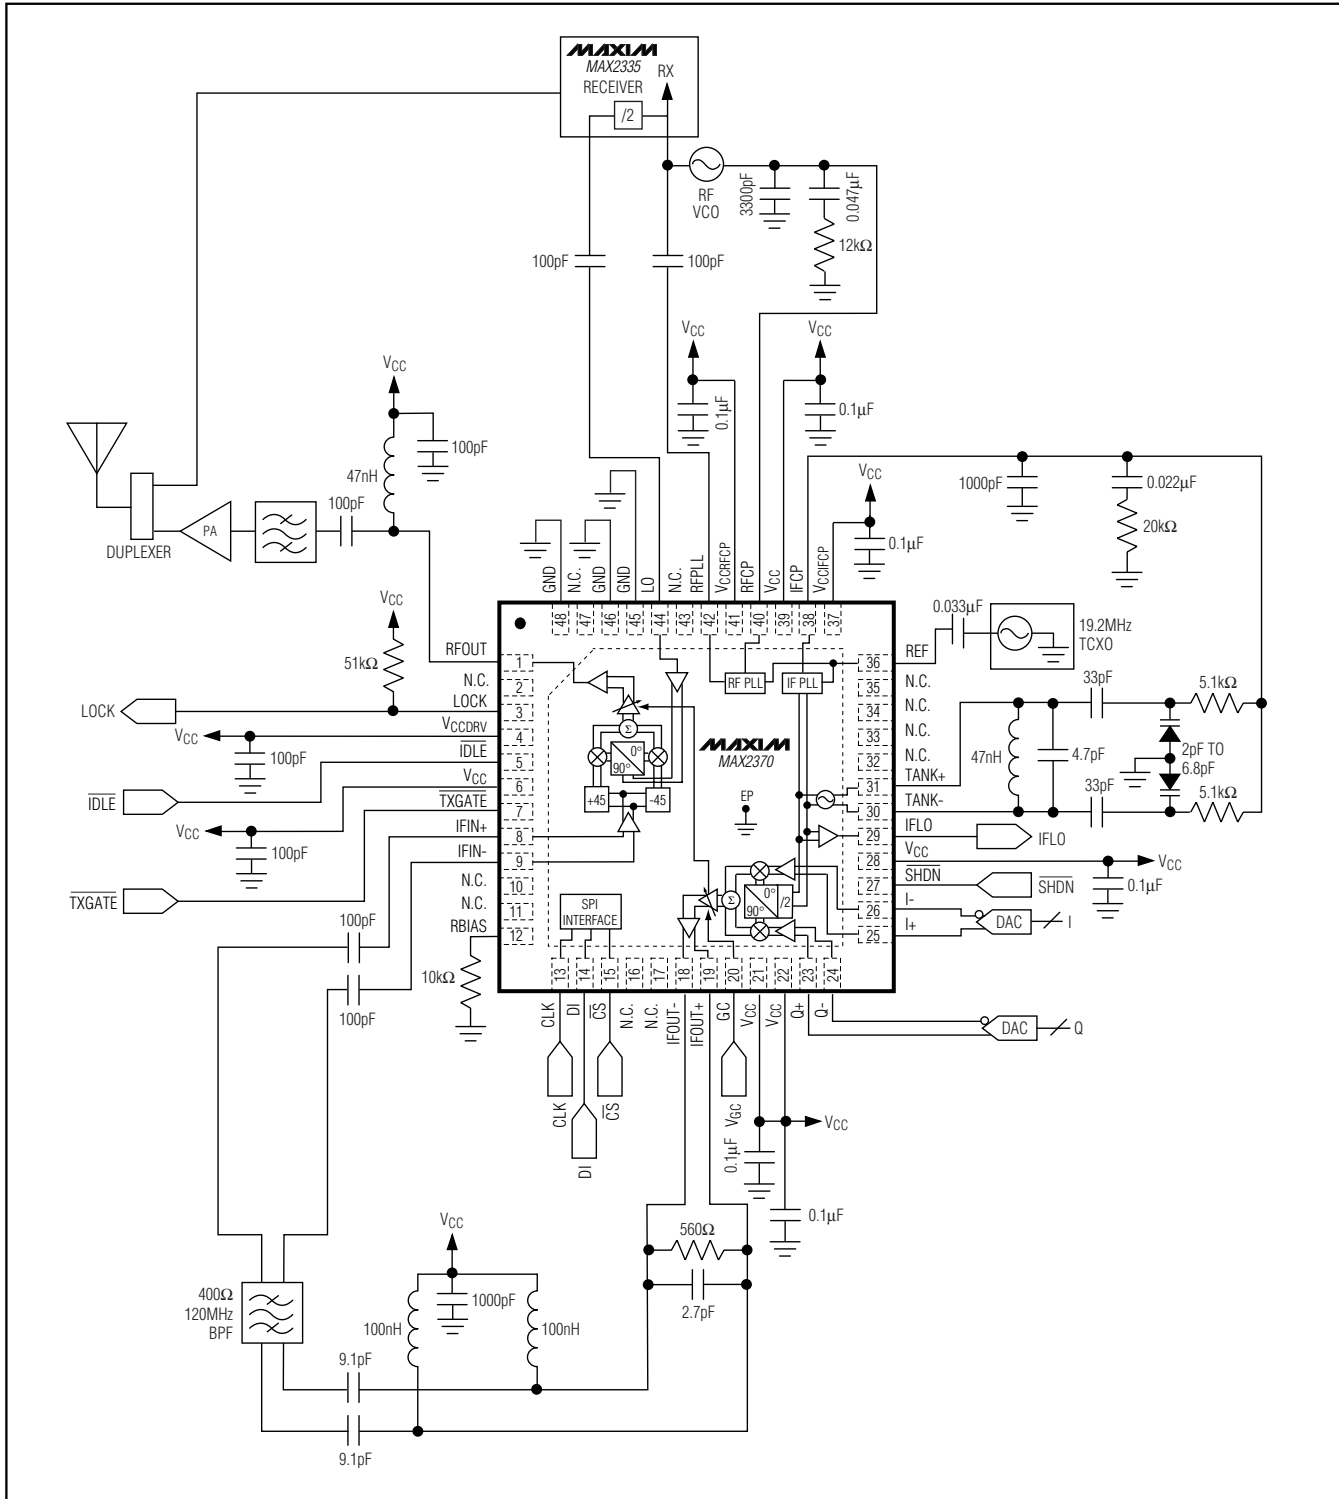 MAXIM
MAX2335
RECEIVER
RX
/2
RF
VCO
3300pF
0.047µF
12kΩ
100pF
100pF
VCC
VCC
0.1µF
0.1µF
VCC
100pF
47nH
100pF
PA
DUPLEXER
VCC
0.1µF
1000pF
0.022µF
20kΩ
VCC
51kΩ
GND
N.C.
GND
GND
LO
N.C.
RFPLL
VCCRFCP
RFCP
VCC
IFCP
VCCIFCP
48
47
46
45
44
43
42
41
40
39
38
37
0.033µF
19.2MHz
TCXO
RFOUT
N.C.
LOCK
VCCDRV
IDLE
VCC
TXGATE
IFIN+
IFIN-
N.C.
N.C.
RBIAS
1
2
3
4
5
6
7
8
9
10
11
12
LOCK
VCC
100pF
IDLE
VCC
100pF
TXGATE
RF PLL
IF PLL
Σ
0°
90°
+45
-45
MAXIM
MAX2370
EP
Σ
0°
90°
/2
SPI
INTERFACE
36
35
34
33
32
31
30
29
28
27
26
25
REF
N.C.
N.C.
N.C.
N.C.
TANK+
TANK-
IFLO
VCC
SHDN
I-
I+
33pF
5.1kΩ
47nH
4.7pF
2pF TO
6.8pF
33pF
5.1kΩ
IFLO
VCC
SHDN
0.1µF
DAC
I
100pF
100pF
10kΩ
13
14
15
16
17
18
19
20
21
22
23
24
CLK
DI
CS
N.C.
N.C.
IFOUT-
IFOUT+
GC
VCC
VCC
Q+
Q-
DAC
Q
CLK
DI
CS
VGC
VCC
0.1µF
0.1µF
400Ω
120MHz
BPF
VCC
1000pF
100nH
100nH
560Ω
2.7pF
9.1pF
9.1pF